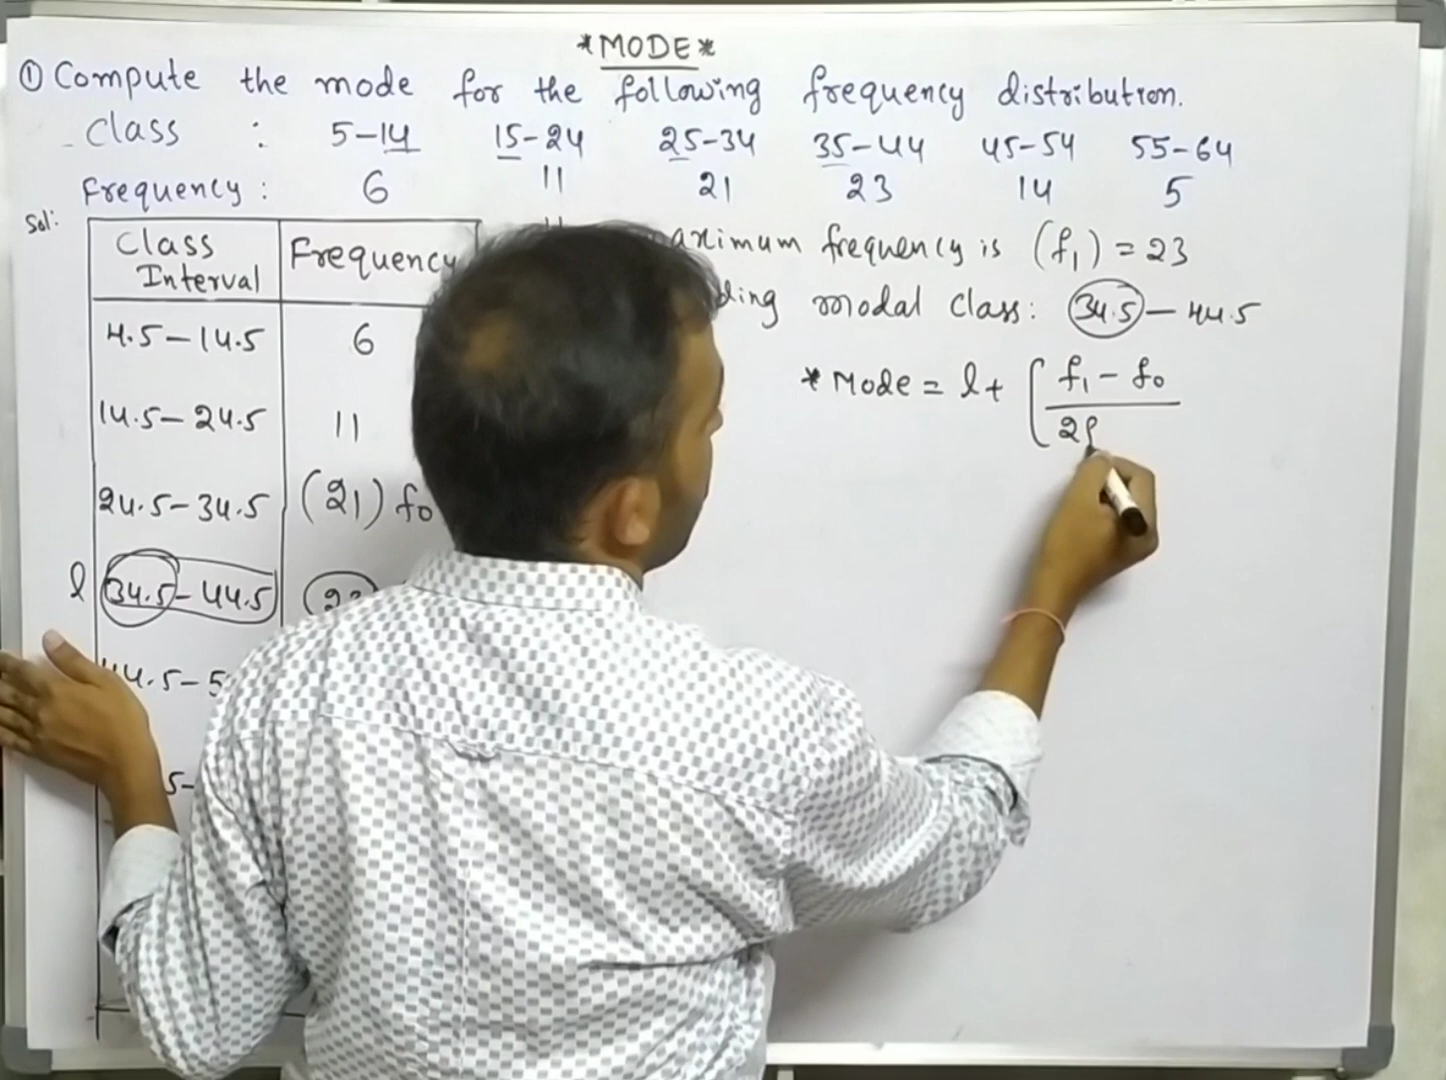 *MODE*
① Compute the mode for the following frequency distribution.
Class : 5-14 15-24 25-34 35-44 45-54 55-64
Frequency : 6 11 21 23 14 5
Sol:
Class Interval Frequency
4.5-14.5 6
14.5-24.5 11
24.5-34.5 (21) f₀
l 34.5-44.5
aximum frequency is (f₁) = 23
ding modal class: 34.5 - 44.5
*Mode = l + [ f₁ - f₀
2f